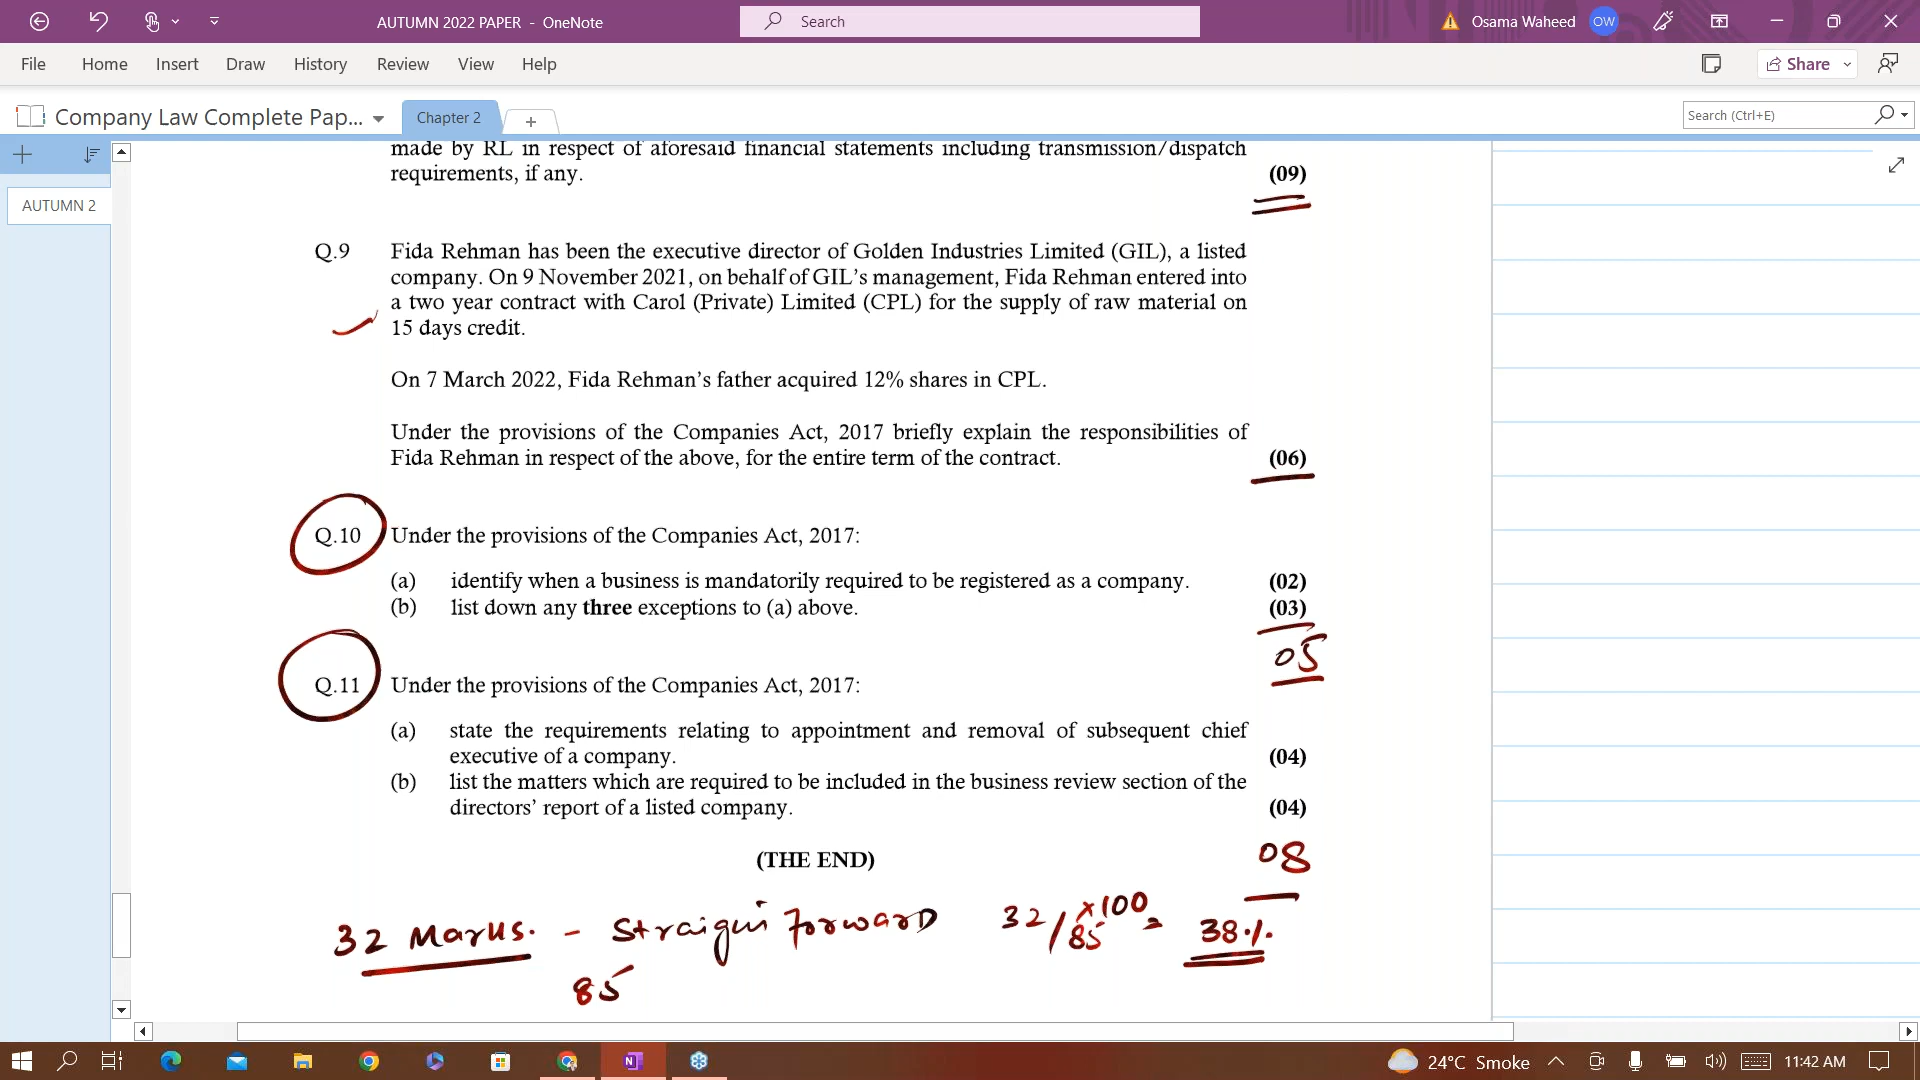 AUTUMN 2022 PAPER - OneNote
Search
Osama Waheed
OW
File Home Insert Draw History Review View Help
Share
Company Law Complete Pap...
Chapter 2
+
Search (Ctrl+E)
AUTUMN 2
made by RL in respect of aforesaid financial statements including transmission/dispatch
requirements, if any. (09)
Q.9 Fida Rehman has been the executive director of Golden Industries Limited (GIL), a listed
company. On 9 November 2021, on behalf of GIL's management, Fida Rehman entered into
a two year contract with Carol (Private) Limited (CPL) for the supply of raw material on
15 days credit.
On 7 March 2022, Fida Rehman's father acquired 12% shares in CPL.
Under the provisions of the Companies Act, 2017 briefly explain the responsibilities of
Fida Rehman in respect of the above, for the entire term of the contract. (06)
Q.10 Under the provisions of the Companies Act, 2017:
(a) identify when a business is mandatorily required to be registered as a company. (02)
(b) list down any three exceptions to (a) above. (03)
05
Q.11 Under the provisions of the Companies Act, 2017:
(a) state the requirements relating to appointment and removal of subsequent chief
executive of a company. (04)
(b) list the matters which are required to be included in the business review section of the
directors' report of a listed company. (04)
(THE END)
08
32 Marks. - Straigui forward 32/85 x100 = 38%
85
24°C Smoke
11:42 AM